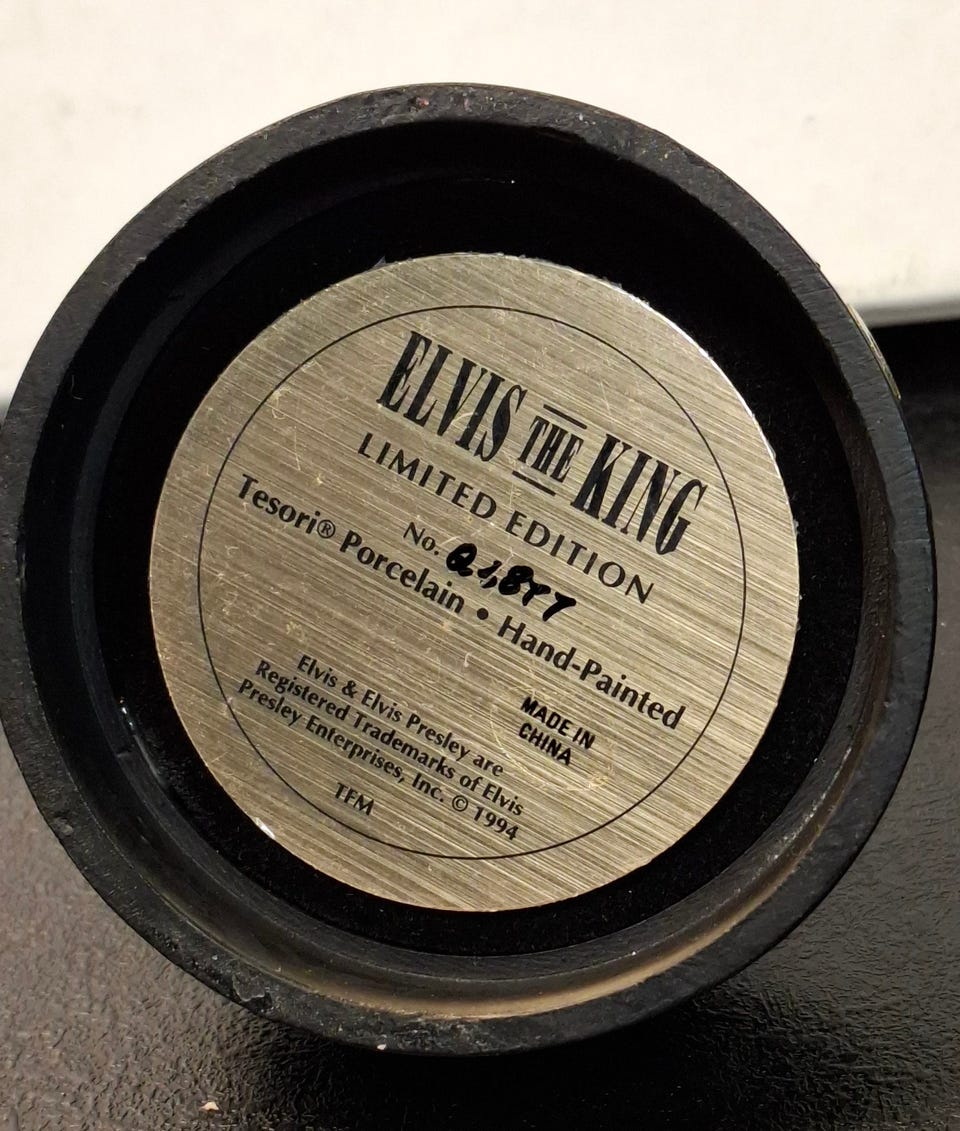 ELVIS THE KING
LIMITED EDITION
No.
Tesori® Porcelain • Hand-Painted
MADE IN
CHINA
Elvis & Elvis Presley are
Registered Trademarks of Elvis
Presley Enterprises, Inc. © 1994
TFM